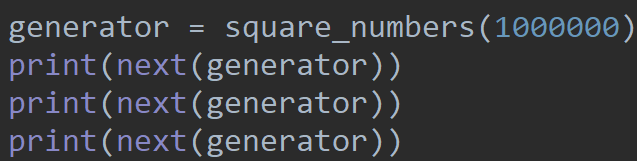 generator = square_numbers(1000000)
print(next(generator))
print(next(generator))
print(next(generator))